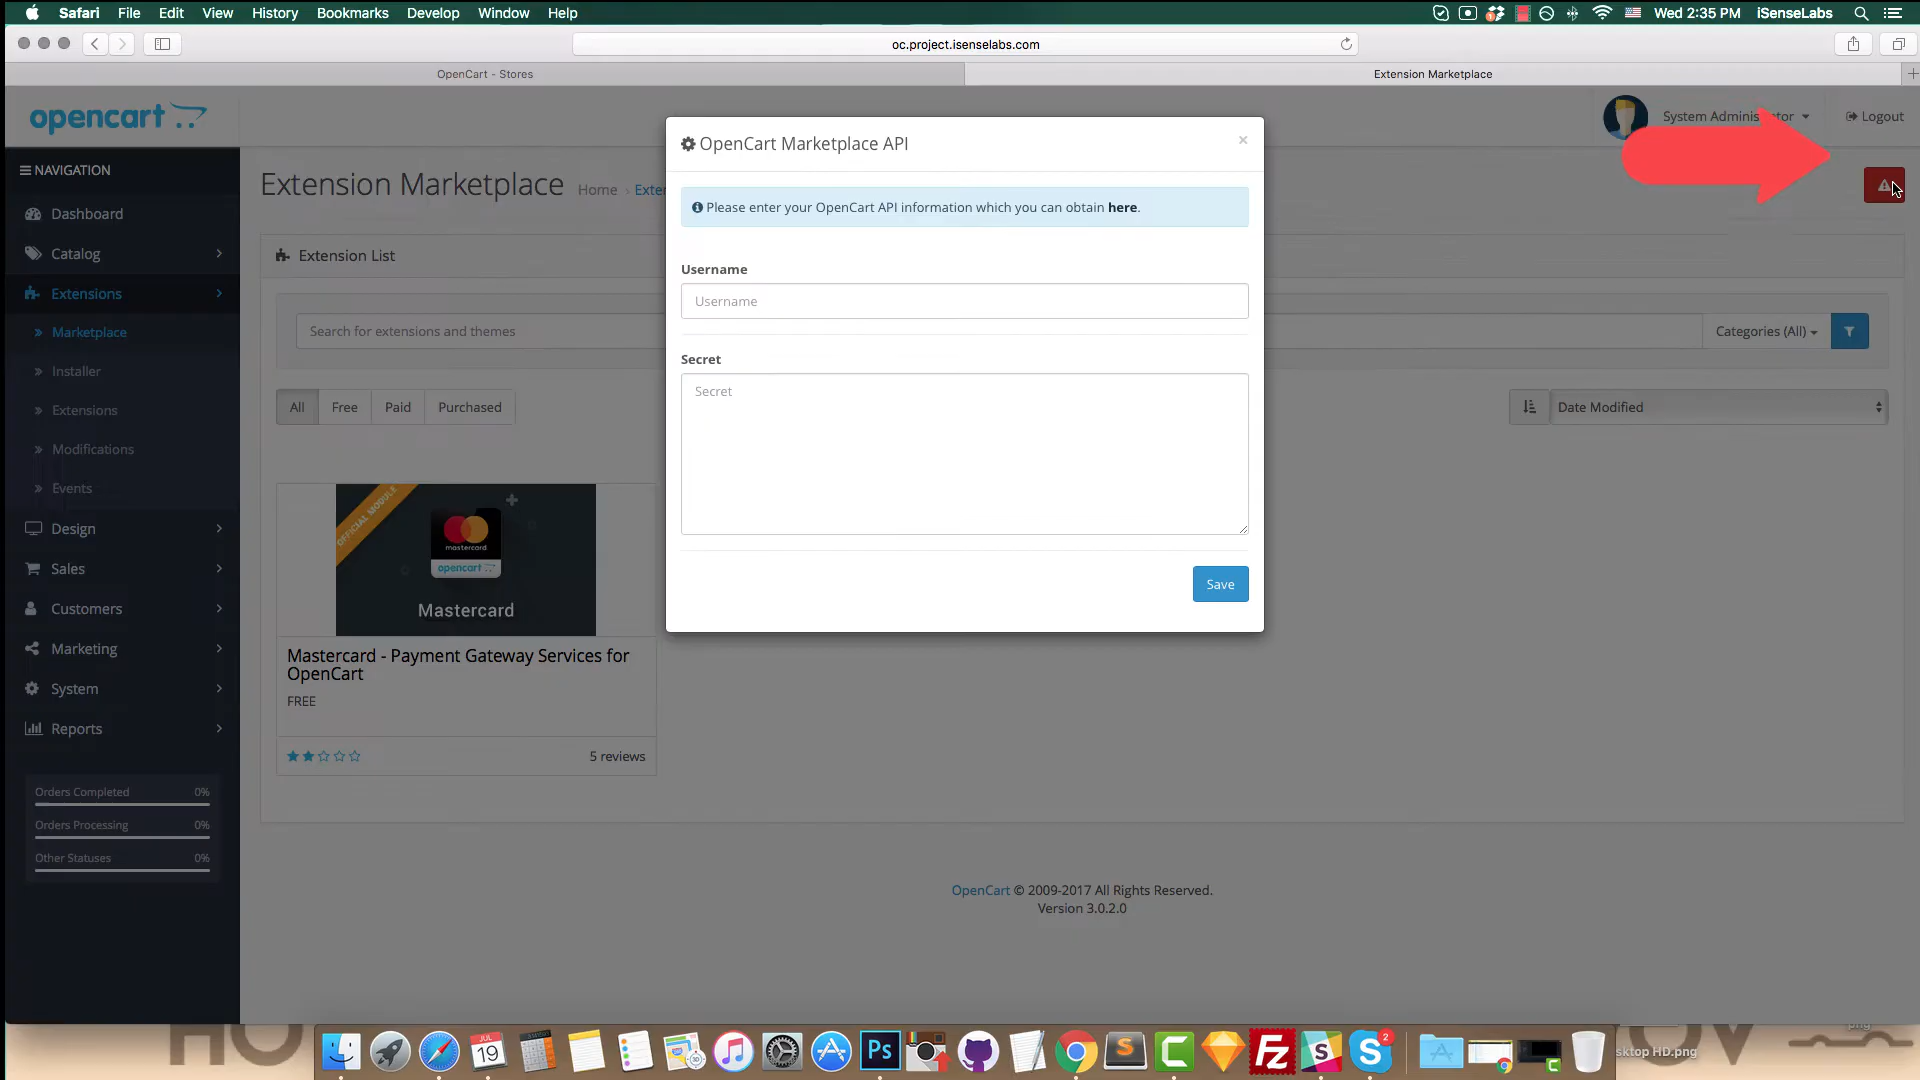 Safari File Edit View History Bookmarks Develop Window Help
Wed 2:35 PM iSenseLabs
oc.project.isenselabs.com
OpenCart - Stores
Extension Marketplace
opencart
System Administrator
Logout
OpenCart Marketplace API
×
NAVIGATION
Extension Marketplace
Home
Please enter your OpenCart API information which you can obtain here.
Dashboard
Catalog
Extensions
Marketplace
Installer
Extensions
Modifications
Events
Design
Sales
Customers
Marketing
System
Reports
Orders Completed 0%
Orders Processing 0%
Other Statuses 0%
Extension List
Username
Username
Search for extensions and themes
Categories (All)
Secret
Secret
All Free Paid Purchased
Date Modified
OFFICIAL MODULE
mastercard
opencart
Mastercard
Save
Mastercard - Payment Gateway Services for
OpenCart
FREE
5 reviews
OpenCart © 2009-2017 All Rights Reserved.
Version 3.0.2.0
JUL
19
Ps
2
sktop HD.png
png